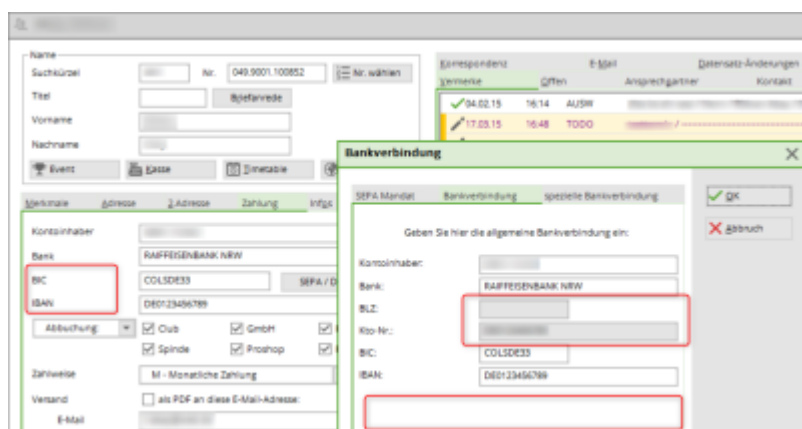 Name
Suchkürzel
Nr. 049.9001.100852 Nr. wählen
Titel Briefanrede
Vorname
Nachname
Event Kasse Timetable
Merkmale Adresse 2.Adresse Zahlung Infos
Kontoinhaber
Bank RAIFFEISENBANK NRW
BIC COLSDE33 SEPA / D
IBAN DE0123456789
Abbuchung: Club GmbH
Spinde Proshop
Zahlweise M - Monatliche Zahlung
Versand als PDF an diese E-Mail-Adresse:
E-Mail
Korrespondenz E-Mail Datensatz-Änderungen
Vermerke Offen Ansprechpartner Kontakt
04.02.15 16:14 AUSW
17.03.15 16:48 TODO
Bankverbindung
SEPA Mandat Bankverbindung spezielle Bankverbindung
Geben Sie hier die allgemeine Bankverbindung ein:
Kontoinhaber:
Bank: RAIFFEISENBANK NRW
BLZ:
Kto-Nr.:
BIC: COLSDE33
IBAN: DE0123456789
OK
Abbruch